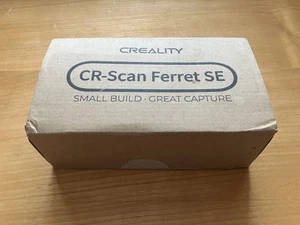 CREALITY
CR-Scan Ferret SE
SMALL BUILD · GREAT CAPTURE